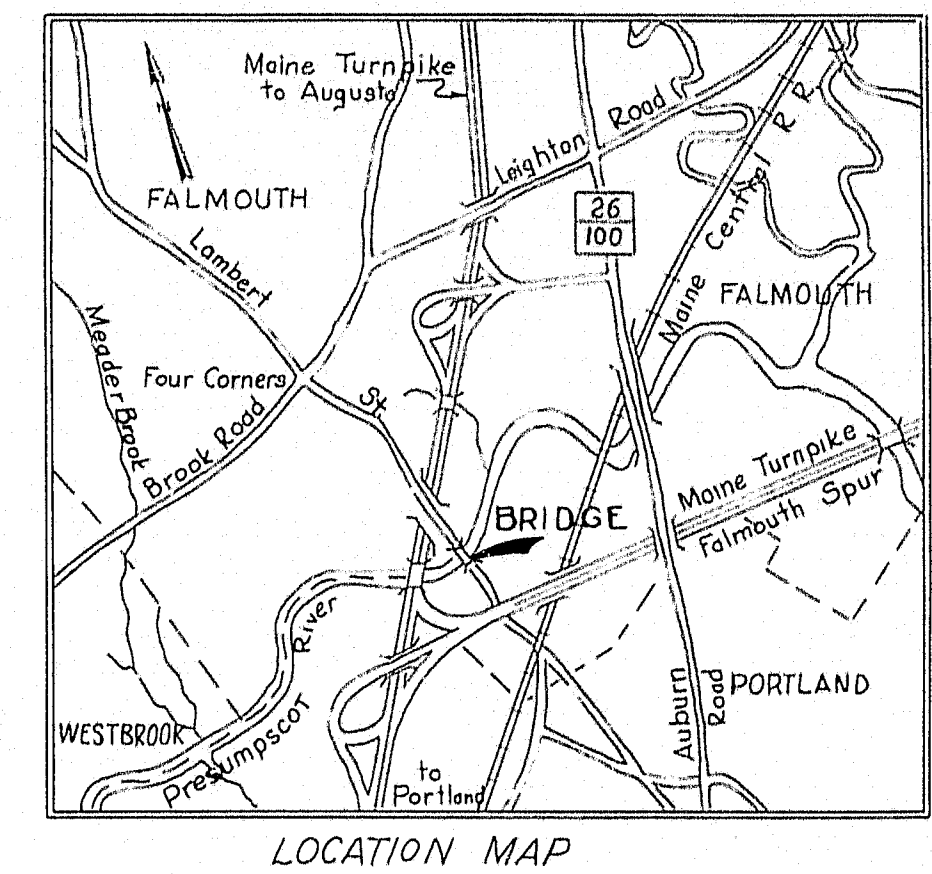 Maine Turnpike
to Augusta
Leighton Road
R R
FALMOUTH
26
100
Lambert
Maine Central
FALMOUTH
Meader Brook
Four Corners
St.
Brook Road
Maine Turnpike
Falmouth Spur
BRIDGE
River
Auburn
Road
PORTLAND
WESTBROOK
Presumpscot
to
Portland
LOCATION MAP